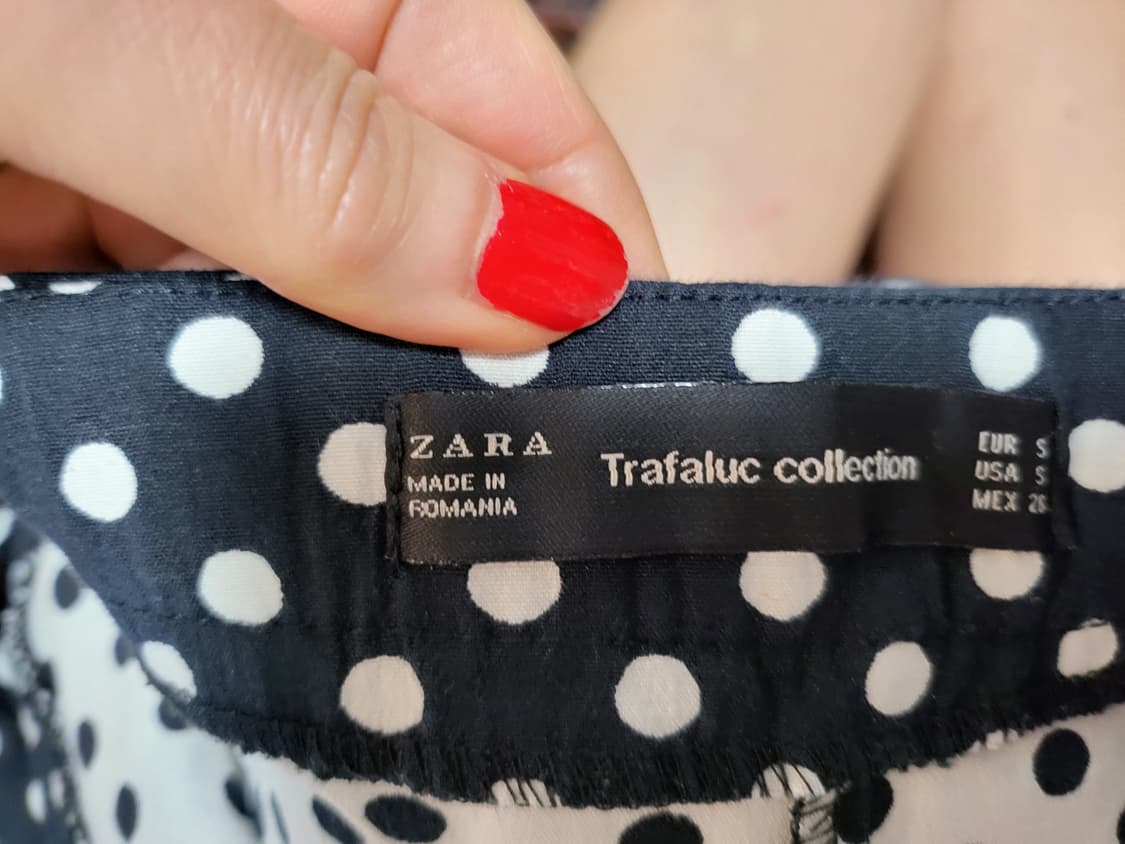 ZARA
MADE IN
ROMANIA
Trafaluc collection
EUR S
USA S
MEX 26